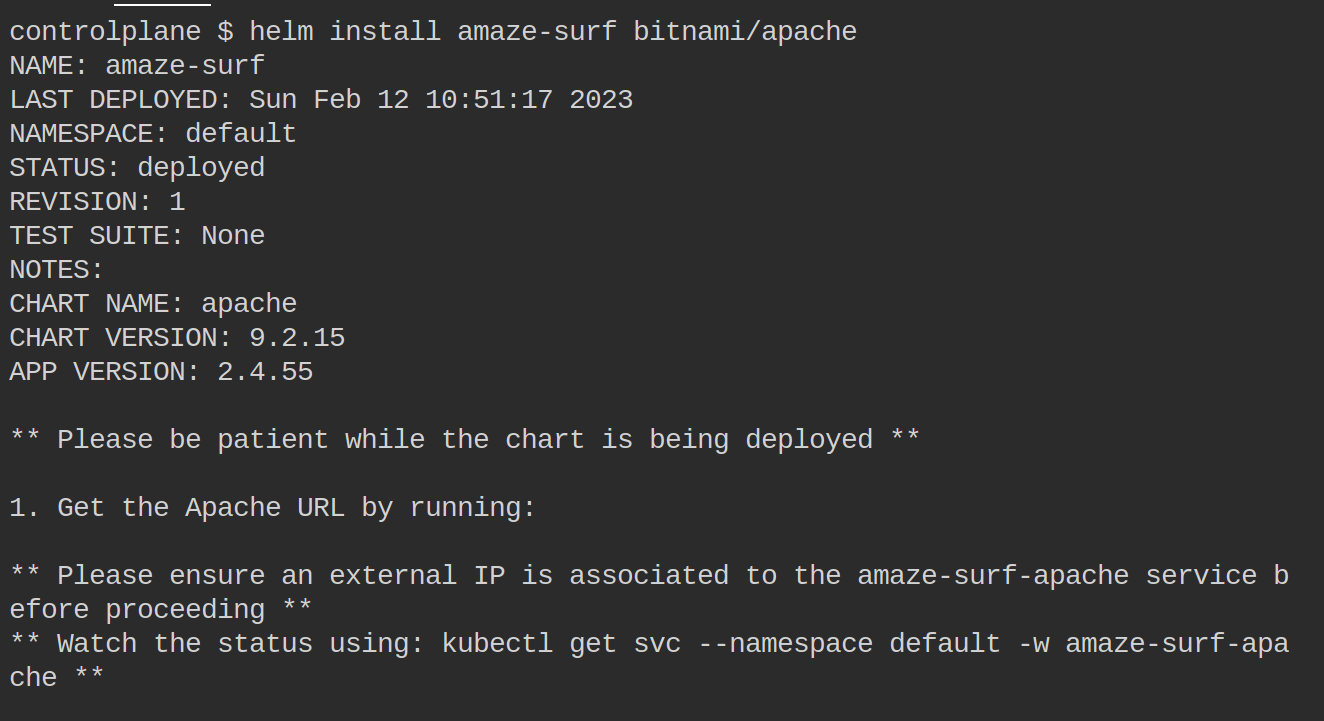 controlplane $ helm install amaze-surf bitnami/apache
NAME: amaze-surf
LAST DEPLOYED: Sun Feb 12 10:51:17 2023
NAMESPACE: default
STATUS: deployed
REVISION: 1
TEST SUITE: None
NOTES:
CHART NAME: apache
CHART VERSION: 9.2.15
APP VERSION: 2.4.55
** Please be patient while the chart is being deployed **
1. Get the Apache URL by running:
** Please ensure an external IP is associated to the amaze-surf-apache service b
efore proceeding **
** Watch the status using: kubectl get svc --namespace default -w amaze-surf-apa
che **